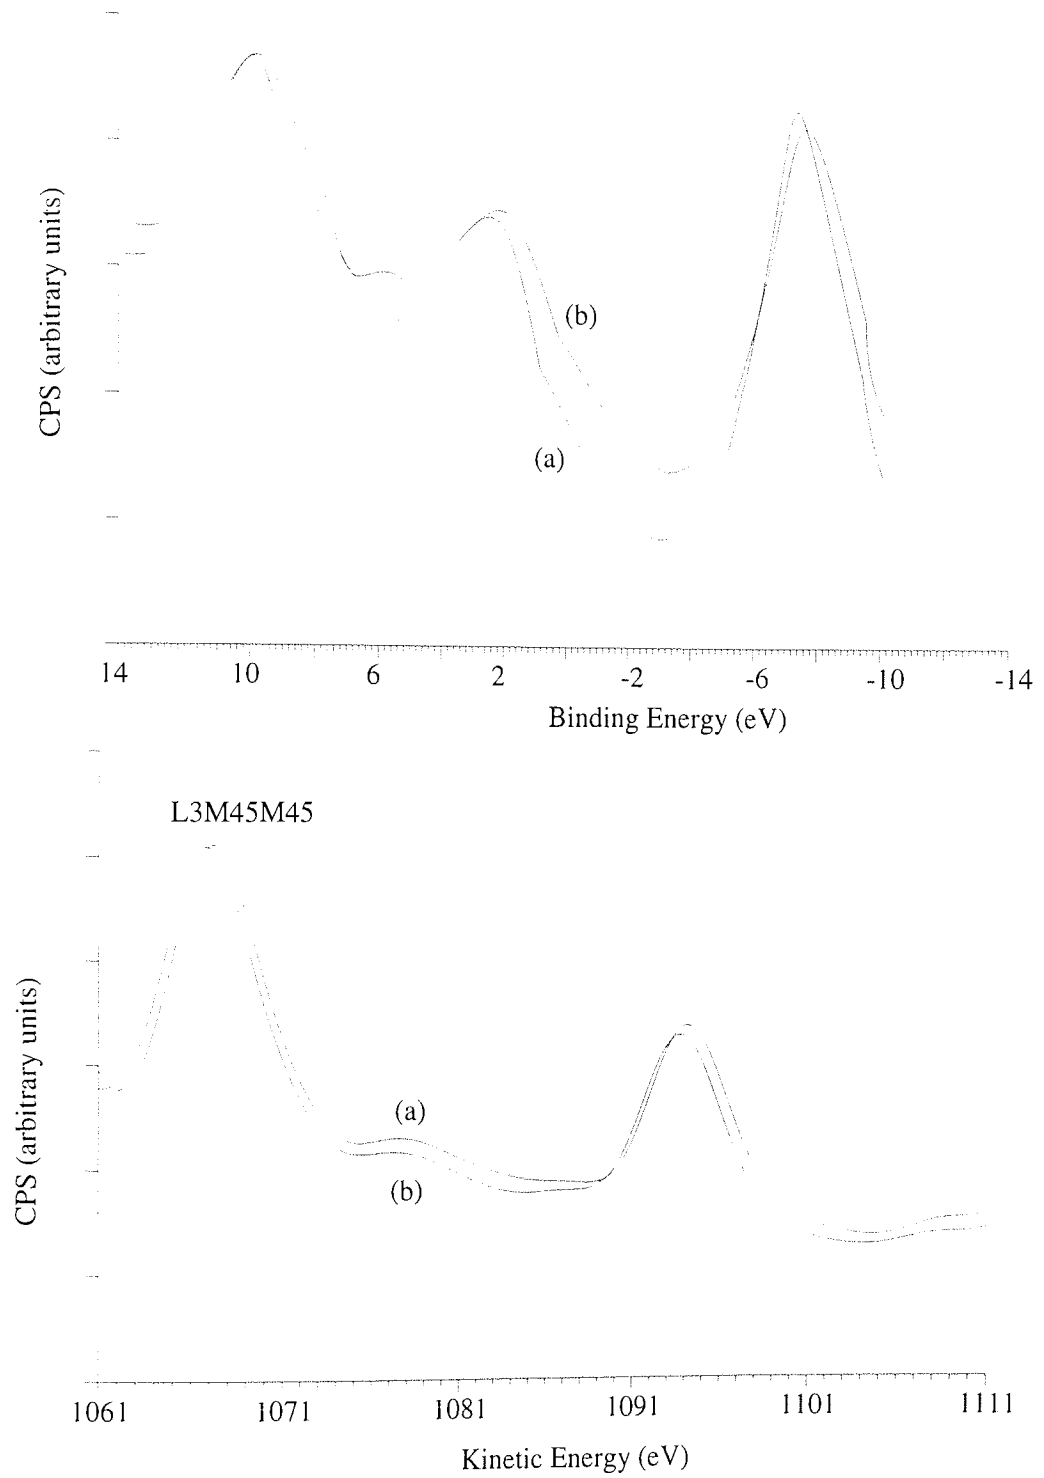 CPS (arbitrary units)
(b)
(a)
14 10 6 2 -2 -6 -10 -14
Binding Energy (eV)
L3M45M45
CPS (arbitrary units)
(a)
(b)
1061 1071 1081 1091 1101 1111
Kinetic Energy (eV)